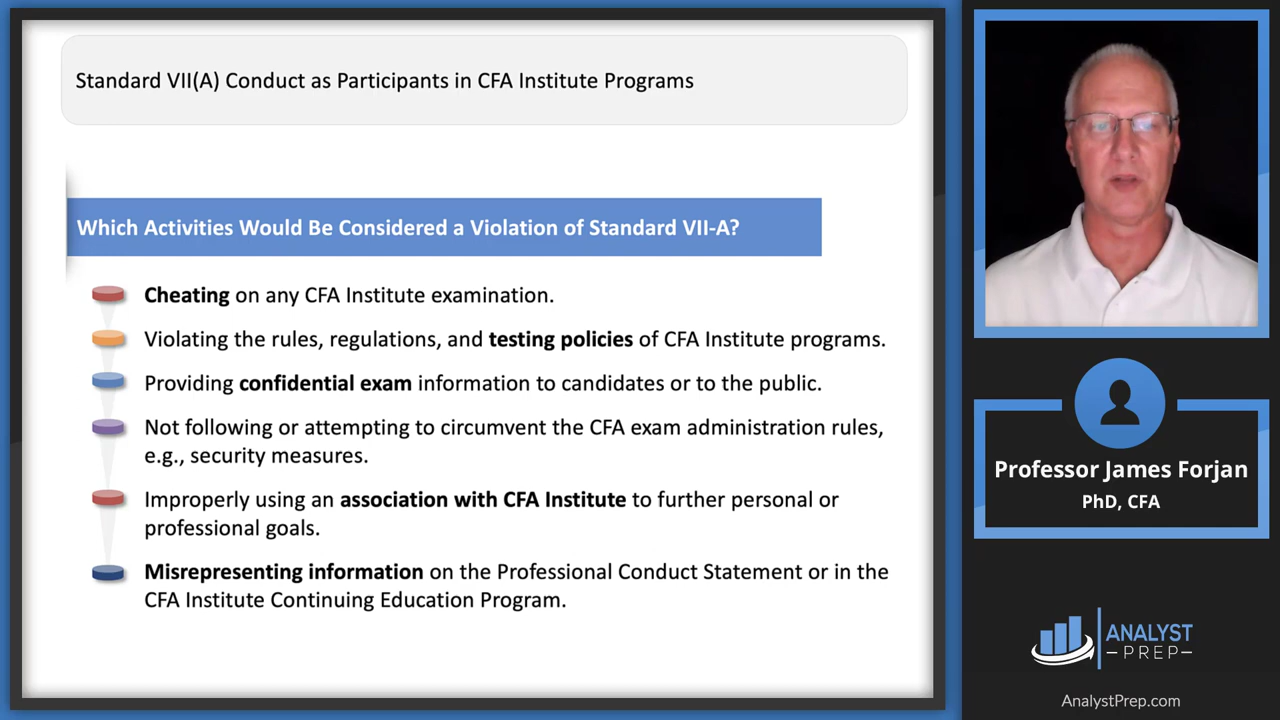 Standard VII(A) Conduct as Participants in CFA Institute Programs
Which Activities Would Be Considered a Violation of Standard VII-A?
Cheating on any CFA Institute examination.
Violating the rules, regulations, and testing policies of CFA Institute programs.
Providing confidential exam information to candidates or to the public.
Not following or attempting to circumvent the CFA exam administration rules,
e.g., security measures.
Improperly using an association with CFA Institute to further personal or
professional goals.
Misrepresenting information on the Professional Conduct Statement or in the
CFA Institute Continuing Education Program.
Professor James Forjan
PhD, CFA
ANALYST
PREP
AnalystPrep.com